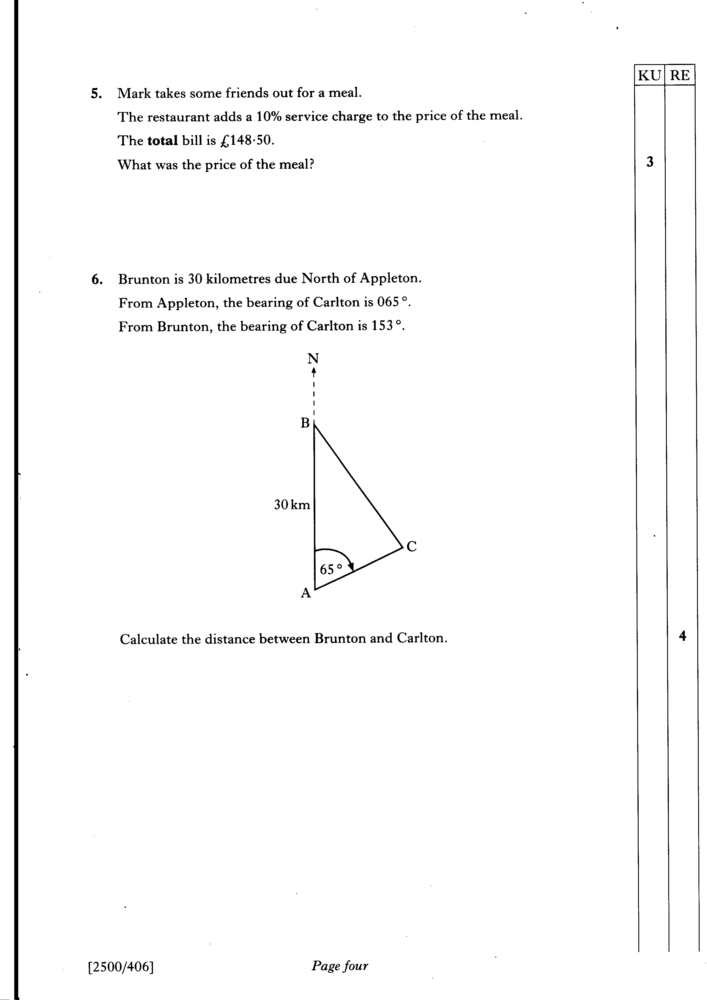 KU RE
5. Mark takes some friends out for a meal.
The restaurant adds a 10% service charge to the price of the meal.
The total bill is £148·50.
What was the price of the meal?
3
6. Brunton is 30 kilometres due North of Appleton.
From Appleton, the bearing of Carlton is 065 °.
From Brunton, the bearing of Carlton is 153 °.
N
B
30 km
C
65 °
A
Calculate the distance between Brunton and Carlton.
4
[2500/406]
Page four